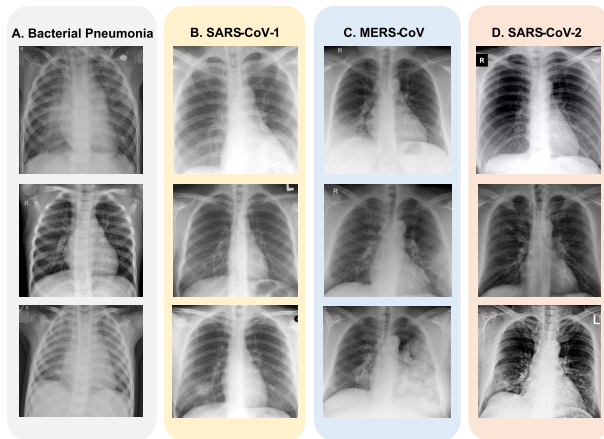 A. Bacterial Pneumonia
B. SARS-CoV-1
C. MERS-CoV
D. SARS-CoV-2
R
R
L
R
R
L